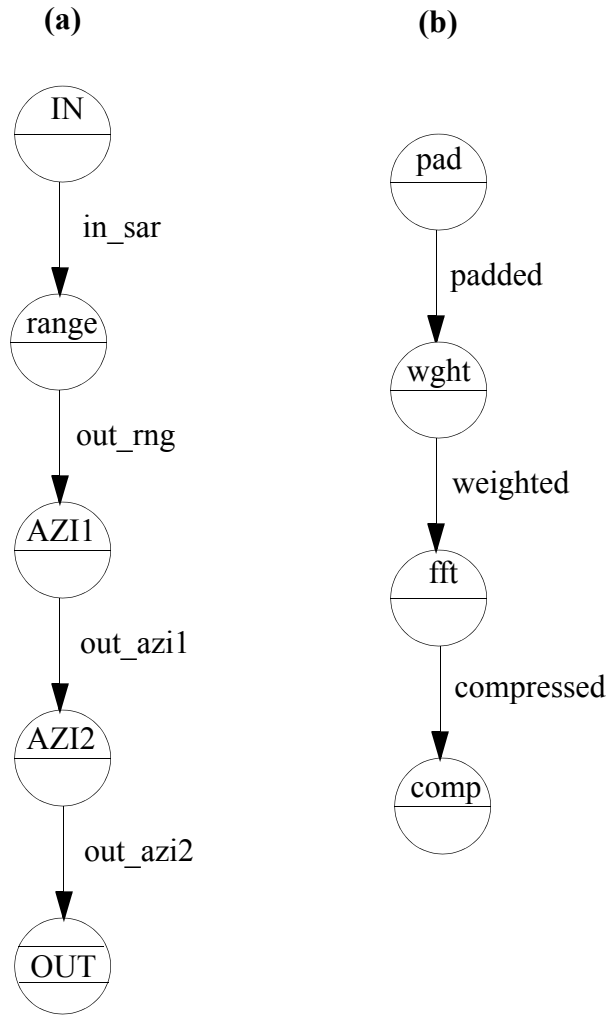 (a)
IN
in_sar
range
out_rng
AZI1
out_azi1
AZI2
out_azi2
OUT
(b)
pad
padded
wght
weighted
fft
compressed
comp